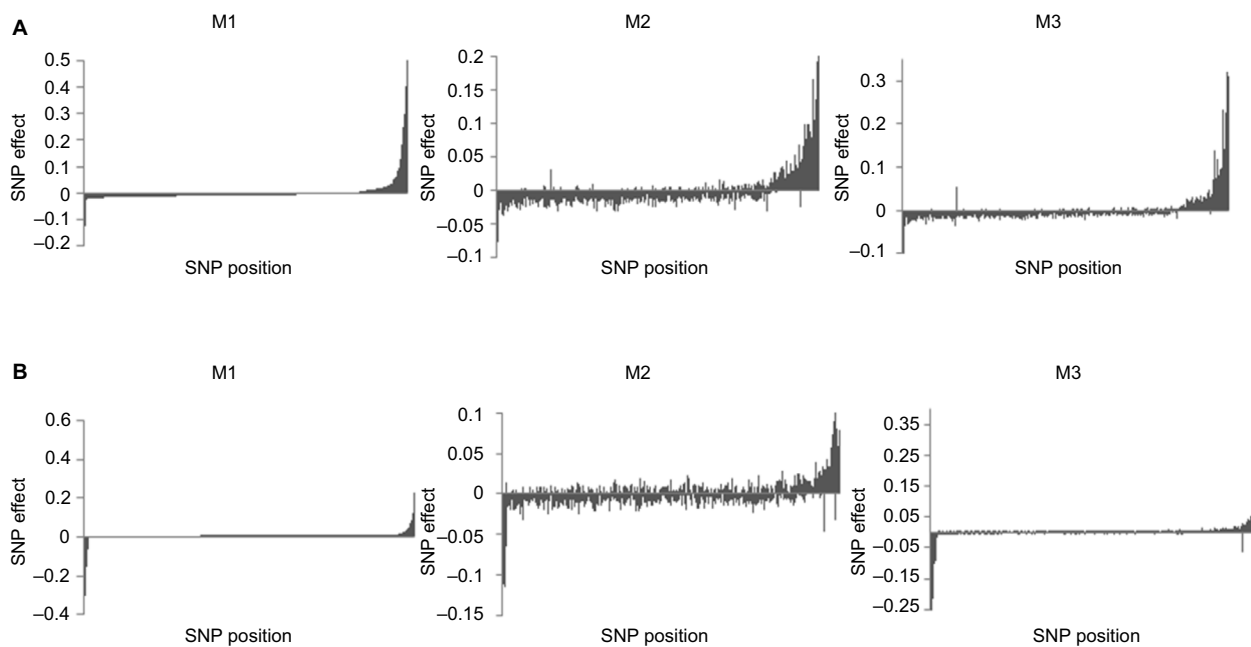 A
M1
M2
M3
SNP effect
0.5
0.4
0.3
0.2
0.1
0
–0.1
–0.2
SNP position
SNP effect
0.2
0.15
0.1
0.05
0
–0.05
–0.1
SNP position
SNP effect
0.3
0.2
0.1
0
–0.1
SNP position
B
M1
M2
M3
SNP effect
0.6
0.4
0.2
0
–0.2
–0.4
SNP position
SNP effect
0.1
0.05
0
–0.05
–0.1
–0.15
SNP position
SNP effect
0.35
0.25
0.15
0.05
–0.05
–0.15
–0.25
SNP position